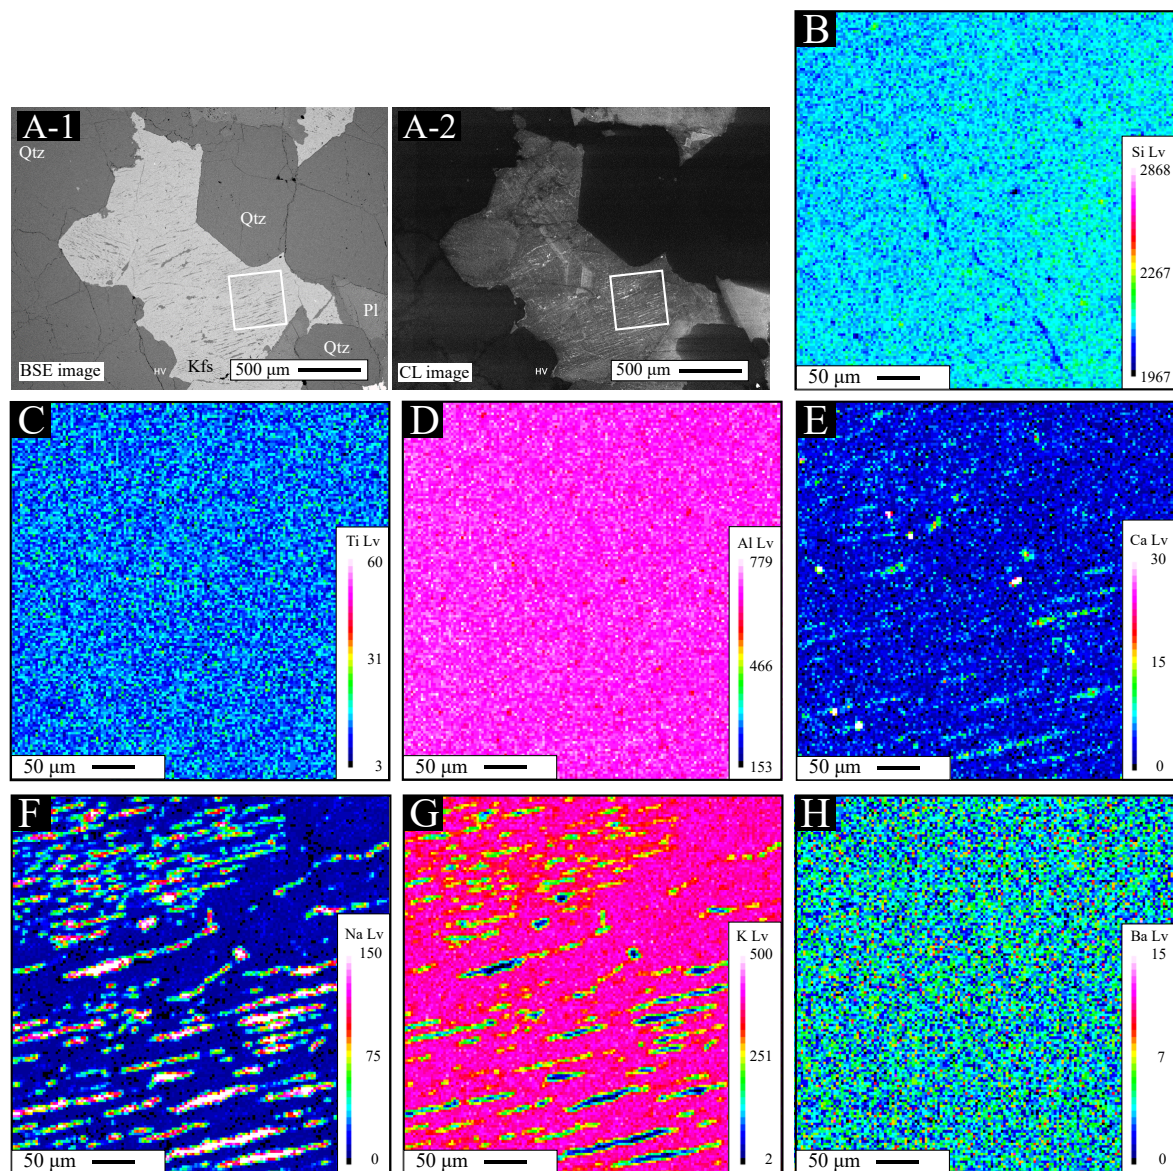 A-1
Qtz
Qtz
Pl
Qtz
Kfs
HV
BSE image
500 μm
A-2
HV
CL image
500 μm
B
Si Lv
2868
2267
1967
50 μm
C
Ti Lv
60
31
3
50 μm
D
Al Lv
779
466
153
50 μm
E
Ca Lv
30
15
0
50 μm
F
Na Lv
150
75
0
50 μm
G
K Lv
500
251
2
50 μm
H
Ba Lv
15
7
0
50 μm